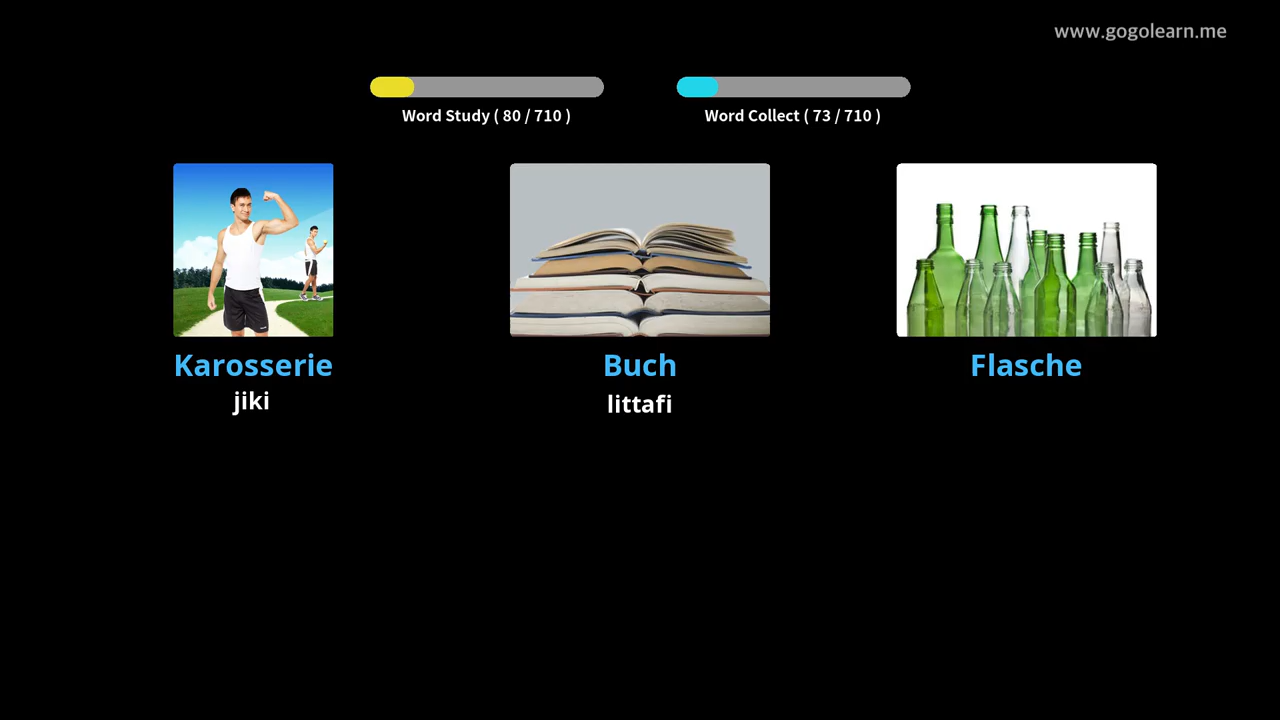 www.gogolearn.me
Word Study ( 80 / 710 )
Word Collect ( 73 / 710 )
Karosserie
Buch
Flasche
jiki
littafi